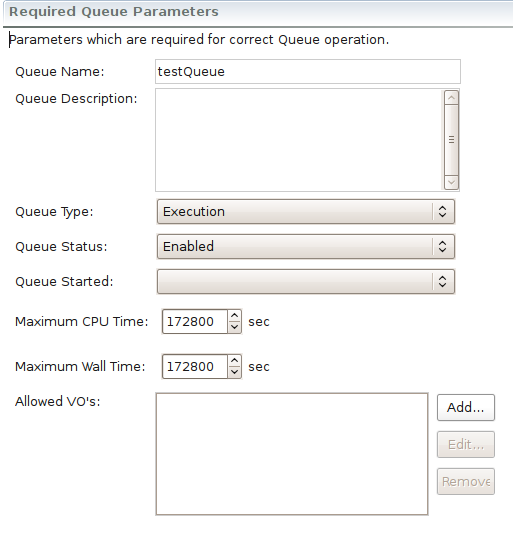 Required Queue Parameters
Parameters which are required for correct Queue operation.
Queue Name: testQueue
Queue Description:
Queue Type: Execution
Queue Status: Enabled
Queue Started:
Maximum CPU Time: 172800 sec
Maximum Wall Time: 172800 sec
Allowed VO's:
Add...
Edit...
Remove